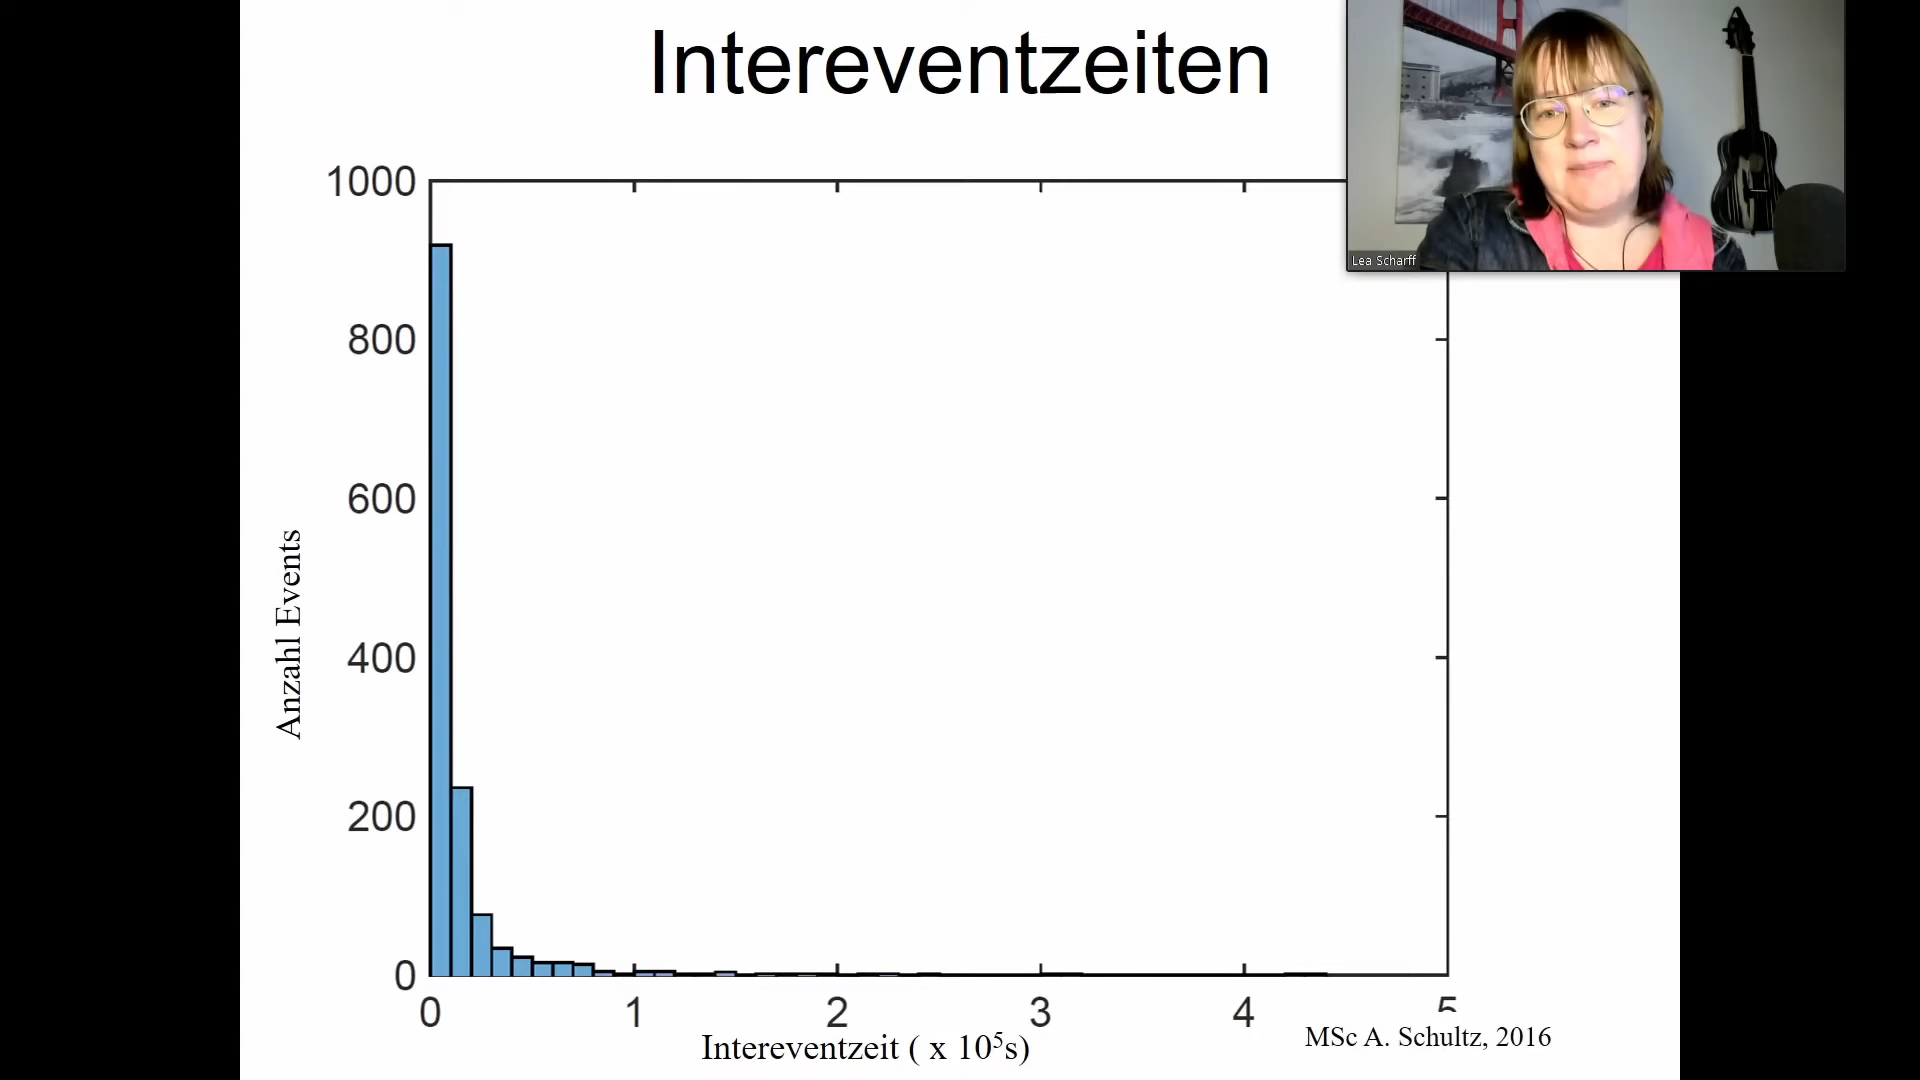 Intereventzeiten
Lea Scharff
1000
800
600
400
200
0
Anzahl Events
0 1 2 3 4 5
Intereventzeit ( x 10⁵s)
MSc A. Schultz, 2016